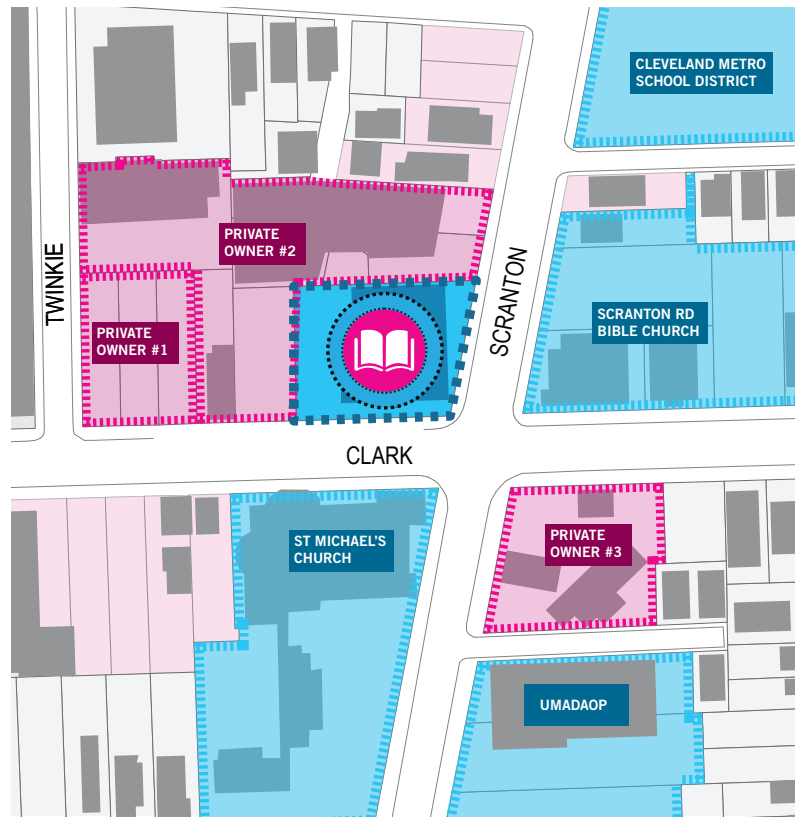 CLEVELAND METRO
SCHOOL DISTRICT
TWINKIE
PRIVATE
OWNER #2
SCRANTON
PRIVATE
OWNER #1
SCRANTON RD
BIBLE CHURCH
CLARK
ST MICHAEL'S
CHURCH
PRIVATE
OWNER #3
UMADAOP